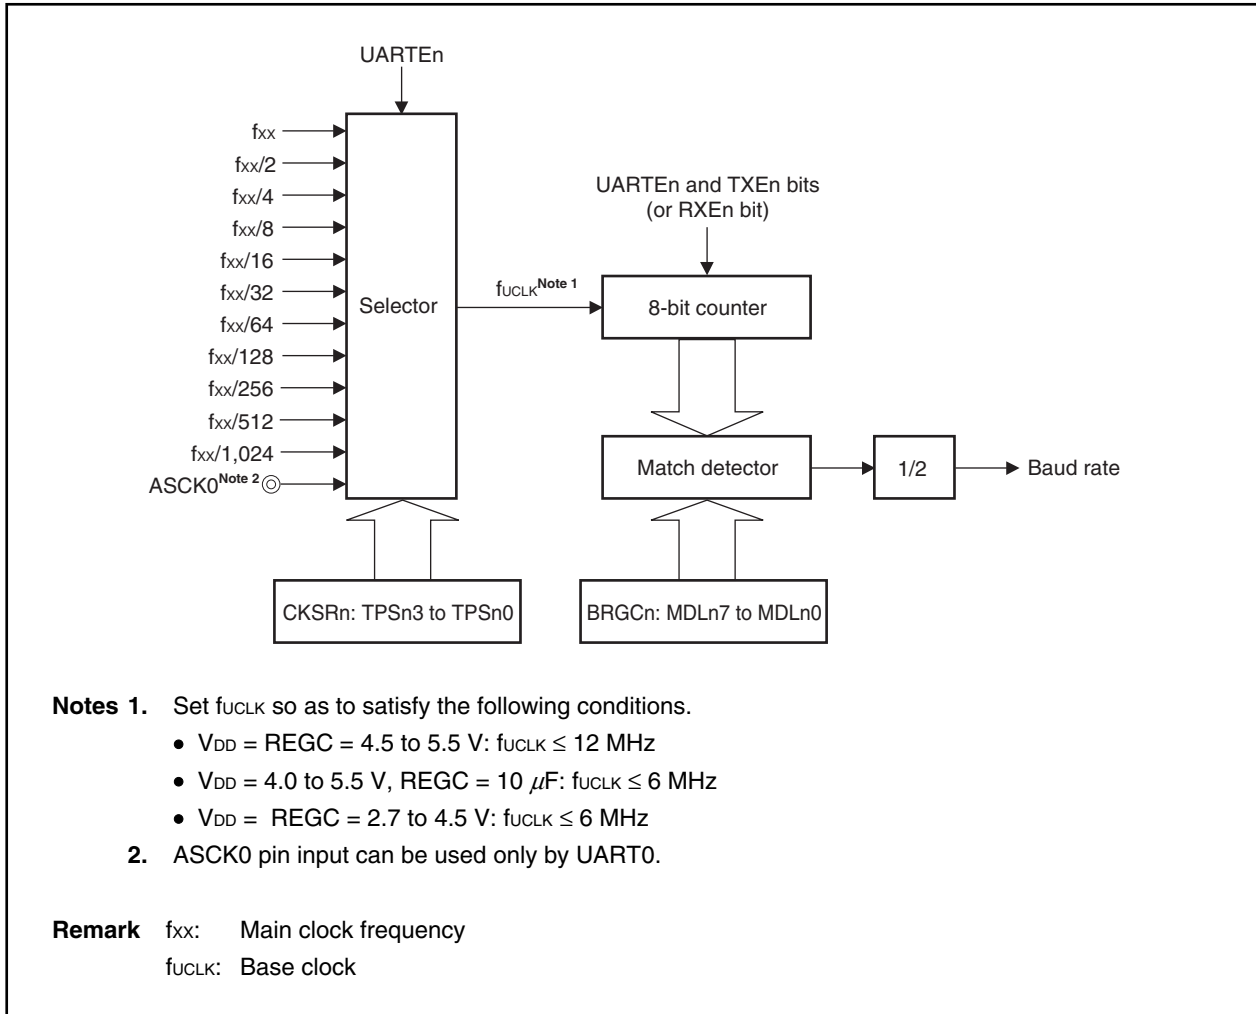 UARTEn
fXX
fXX/2
fXX/4
fXX/8
fXX/16
fXX/32
fXX/64
fXX/128
fXX/256
fXX/512
fXX/1,024
ASCK0Note 2
Selector
fUCLKNote 1
UARTEn and TXEn bits
(or RXEn bit)
8-bit counter
Match detector
1/2
Baud rate
CKSRn: TPSn3 to TPSn0
BRGCn: MDLn7 to MDLn0
Notes 1. Set fUCLK so as to satisfy the following conditions.
• VDD = REGC = 4.5 to 5.5 V: fUCLK ≤ 12 MHz
• VDD = 4.0 to 5.5 V, REGC = 10 μF: fUCLK ≤ 6 MHz
• VDD = REGC = 2.7 to 4.5 V: fUCLK ≤ 6 MHz
2. ASCK0 pin input can be used only by UART0.
Remark fXX: Main clock frequency
fUCLK: Base clock